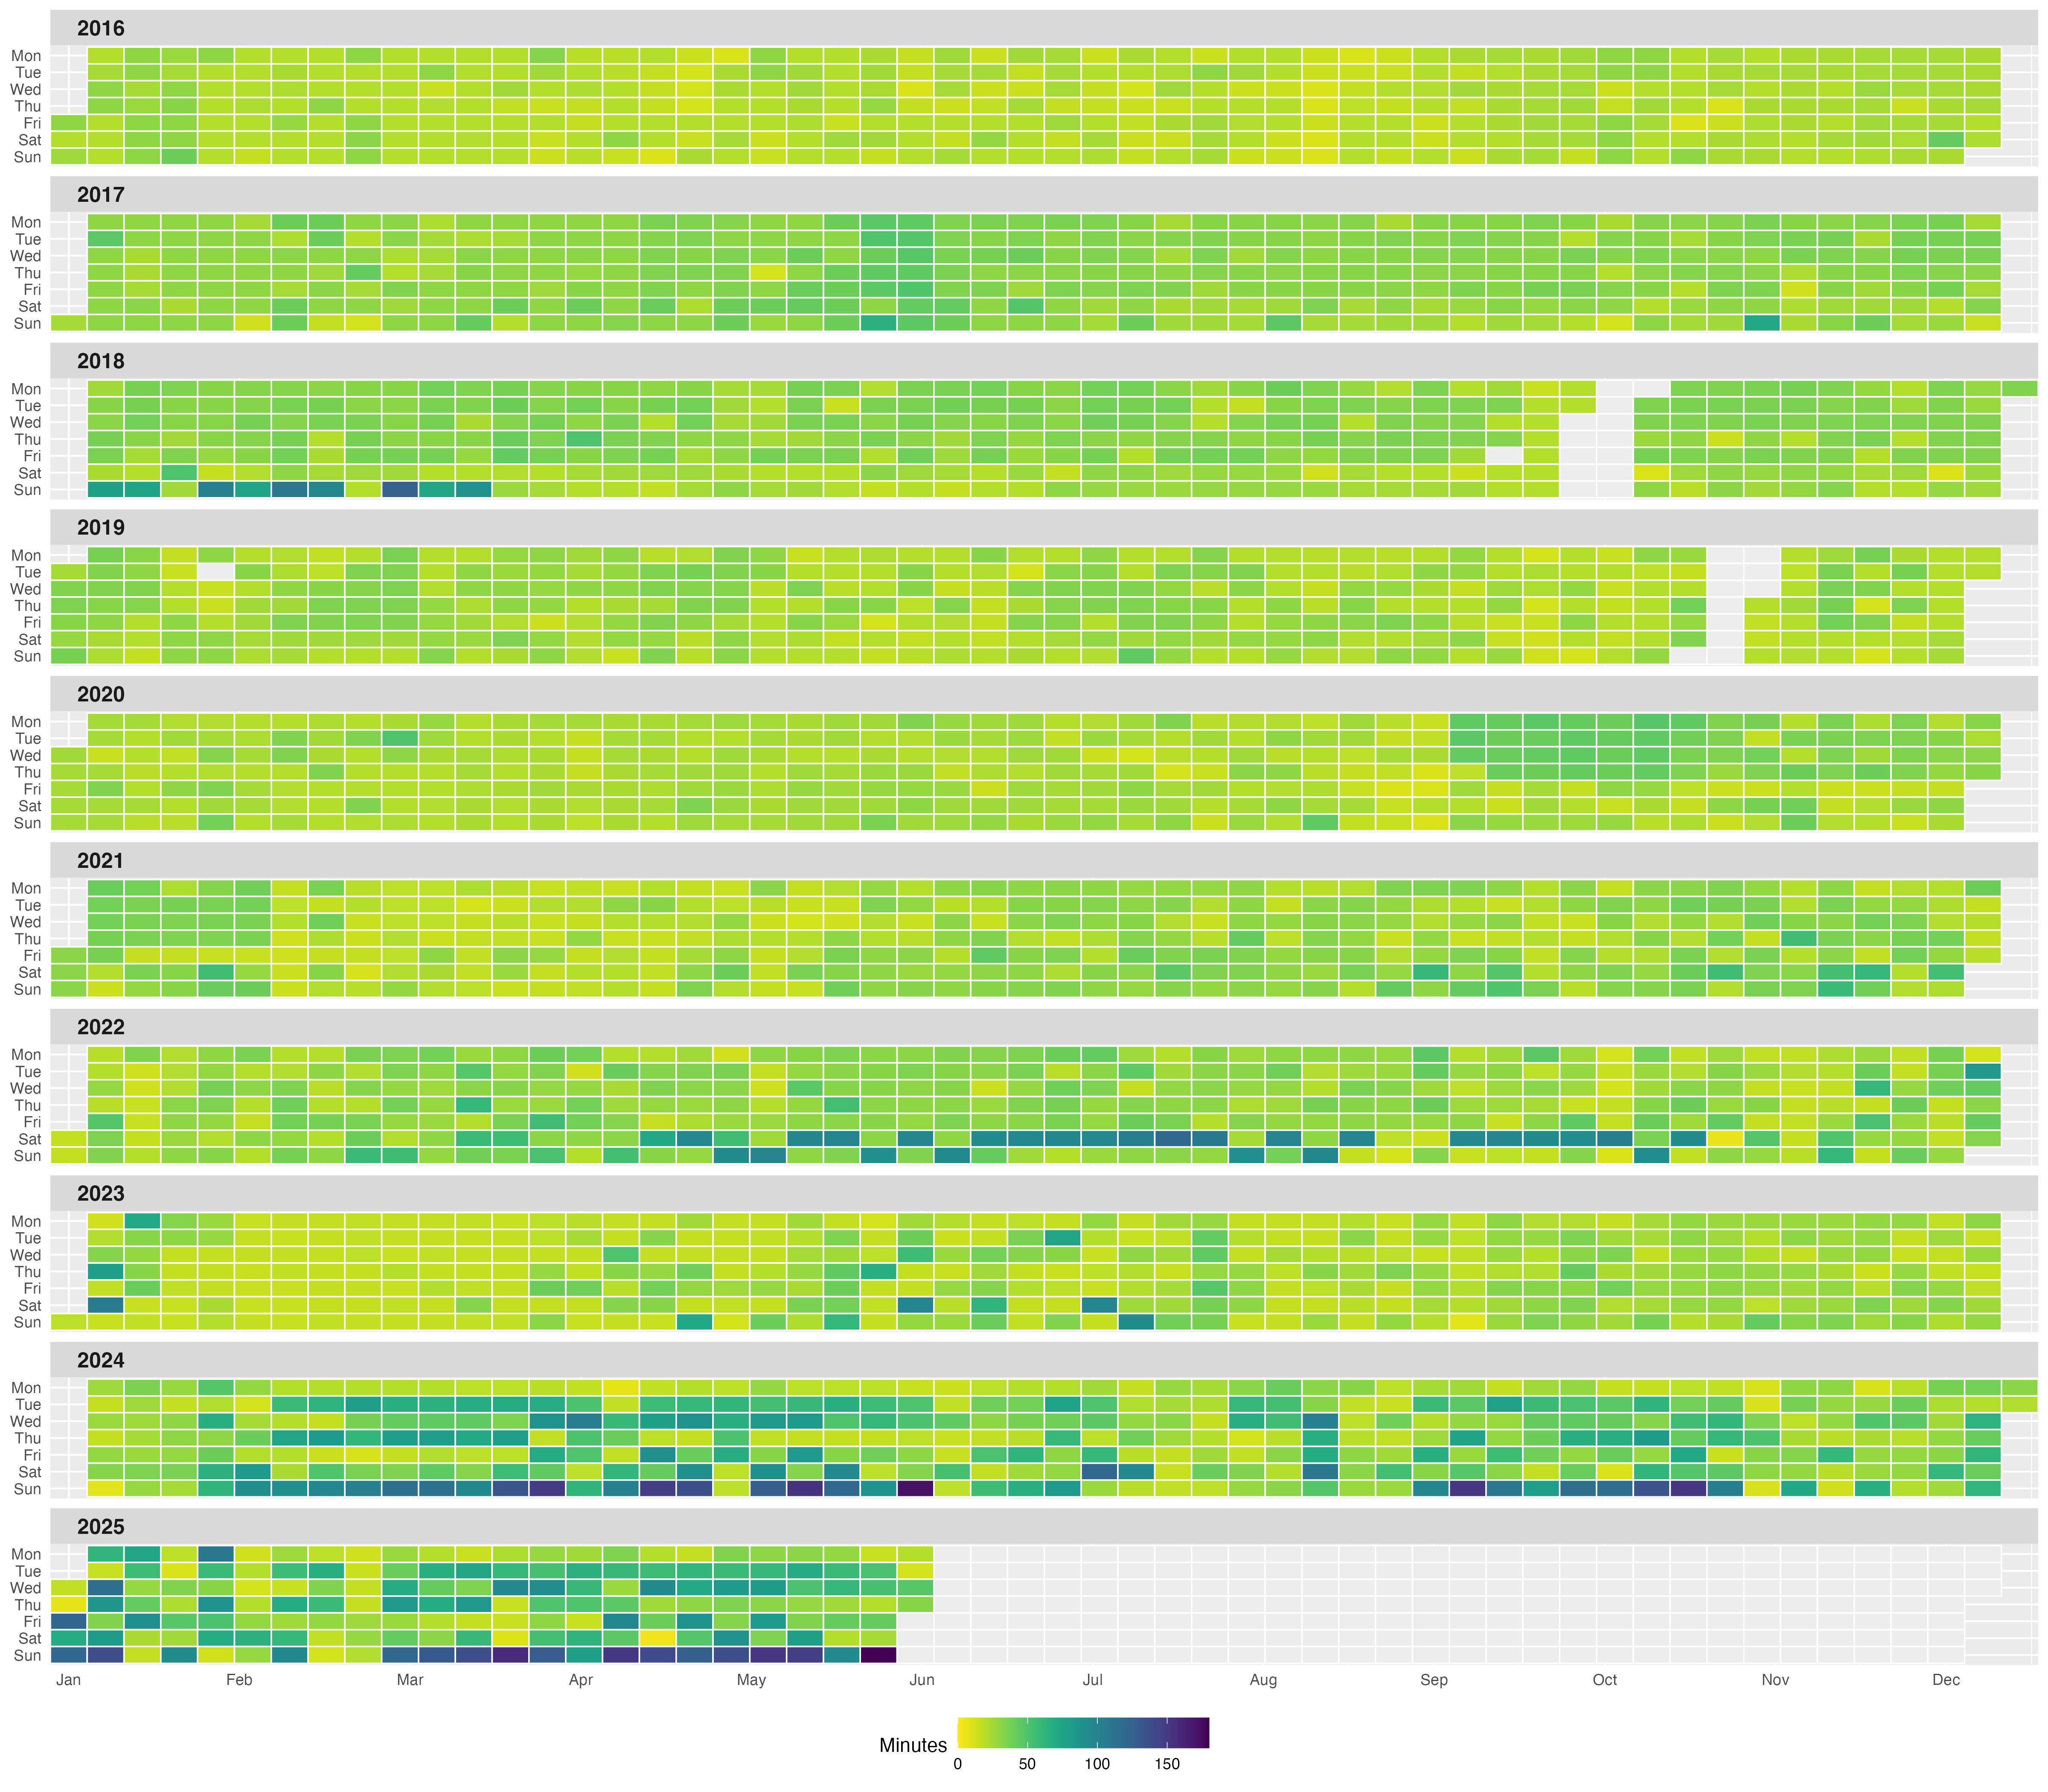 2016
Mon
Tue
Wed
Thu
Fri
Sat
Sun
2017
Mon
Tue
Wed
Thu
Fri
Sat
Sun
2018
Mon
Tue
Wed
Thu
Fri
Sat
Sun
2019
Mon
Tue
Wed
Thu
Fri
Sat
Sun
2020
Mon
Tue
Wed
Thu
Fri
Sat
Sun
2021
Mon
Tue
Wed
Thu
Fri
Sat
Sun
2022
Mon
Tue
Wed
Thu
Fri
Sat
Sun
2023
Mon
Tue
Wed
Thu
Fri
Sat
Sun
2024
Mon
Tue
Wed
Thu
Fri
Sat
Sun
2025
Mon
Tue
Wed
Thu
Fri
Sat
Sun
Jan Feb Mar Apr May Jun Jul Aug Sep Oct Nov Dec
Minutes
0 50 100 150